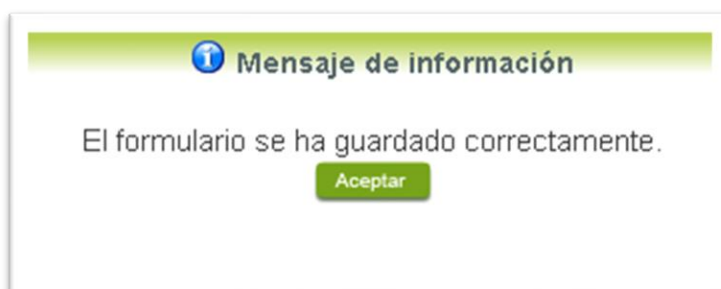 Mensaje de información
El formulario se ha guardado correctamente.
Aceptar